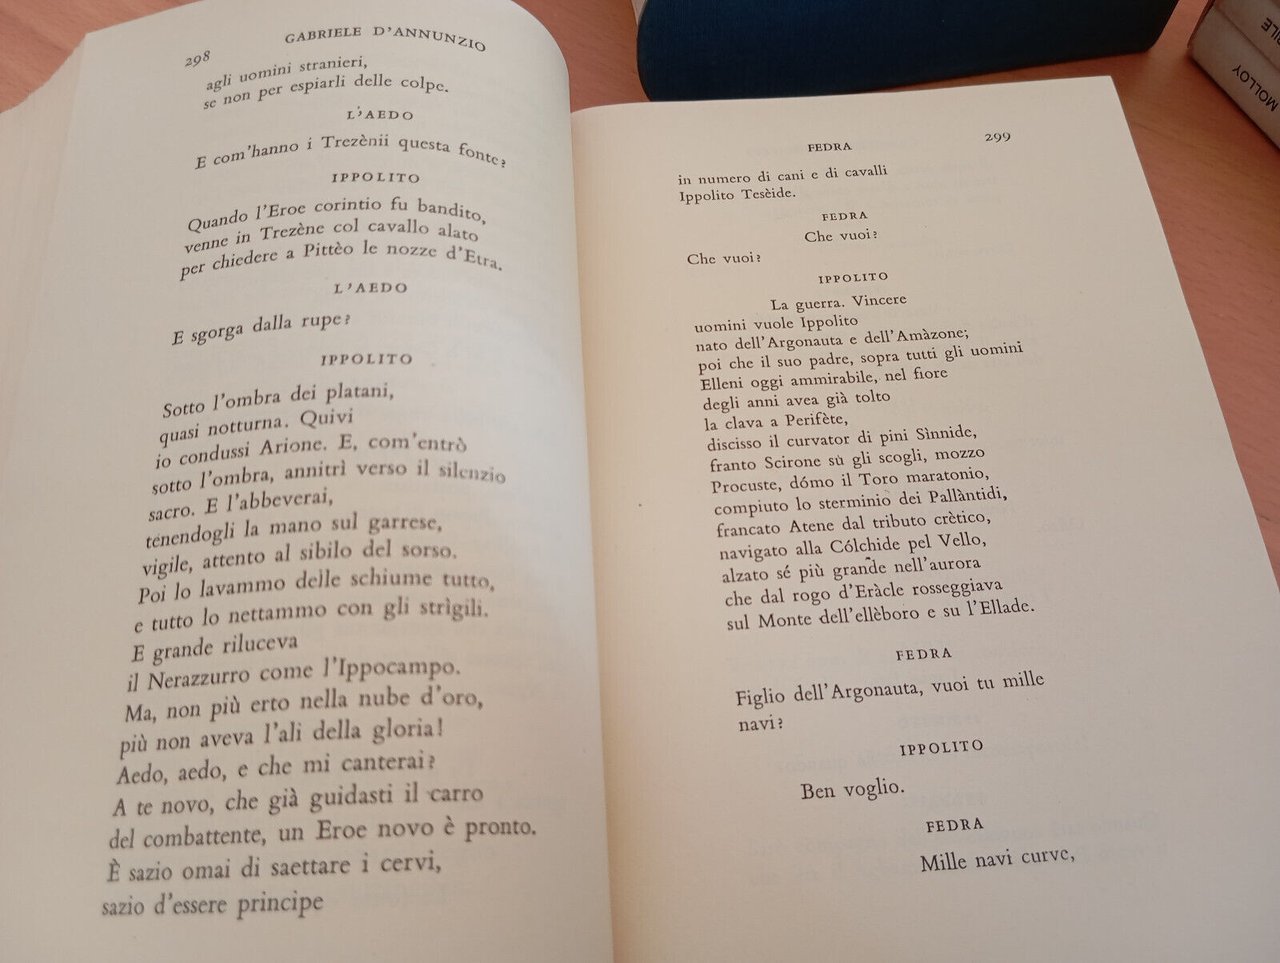 298
GABRIELE D'ANNUNZIO
agli uomini stranieri,
se non per espiarli delle colpe.
L'AEDO
E com'hanno i Trezènii questa fonte?
IPPOLITO
Quando l'Eroe corintio fu bandito,
venne in Trezène col cavallo alato
per chiedere a Pittèo le nozze d'Etra.
L'AEDO
E sgorga dalla rupe?
IPPOLITO
Sotto l'ombra dei platani,
quasi notturna. Quivi
io condussi Arione. E, com'entrò
sotto l'ombra, annitrì verso il silenzio
sacro. E l'abbeverai,
tenendogli la mano sul garrese,
vigile, attento al sibilo del sorso.
Poi lo lavammo delle schiume tutto,
e tutto lo nettammo con gli strìgili.
E grande riluceva
il Nerazzurro come l'Ippocampo.
Ma, non più erto nella nube d'oro,
più non aveva l'ali della gloria!
Aedo, aedo, e che mi canterai?
A te novo, che già guidasti il carro
del combattente, un Eroe novo è pronto.
È sazio omai di saettare i cervi,
sazio d'essere principe
FEDRA
299
in numero di cani e di cavalli
Ippolito Tesèide.
FEDRA
Che vuoi?
Che vuoi?
IPPOLITO
La guerra. Vincere
uomini vuole Ippolito
nato dell'Argonauta e dell'Amàzone;
poi che il suo padre, sopra tutti gli uomini
Elleni oggi ammirabile, nel fiore
degli anni avea già tolto
la clava a Perifète,
discisso il curvator di pini Sìnnide,
franto Scirone sù gli scogli, mozzo
Procuste, dómo il Toro maratonio,
compiuto lo sterminio dei Pallàntidi,
francato Atene dal tributo crètico,
navigato alla Cólchide pel Vello,
alzato sé più grande nell'aurora
che dal rogo d'Eràcle rosseggiava
sul Monte dell'ellèboro e su l'Ellade.
FEDRA
Figlio dell'Argonauta, vuoi tu mille
navi?
IPPOLITO
Ben voglio.
FEDRA
Mille navi curve,
MOLLOY